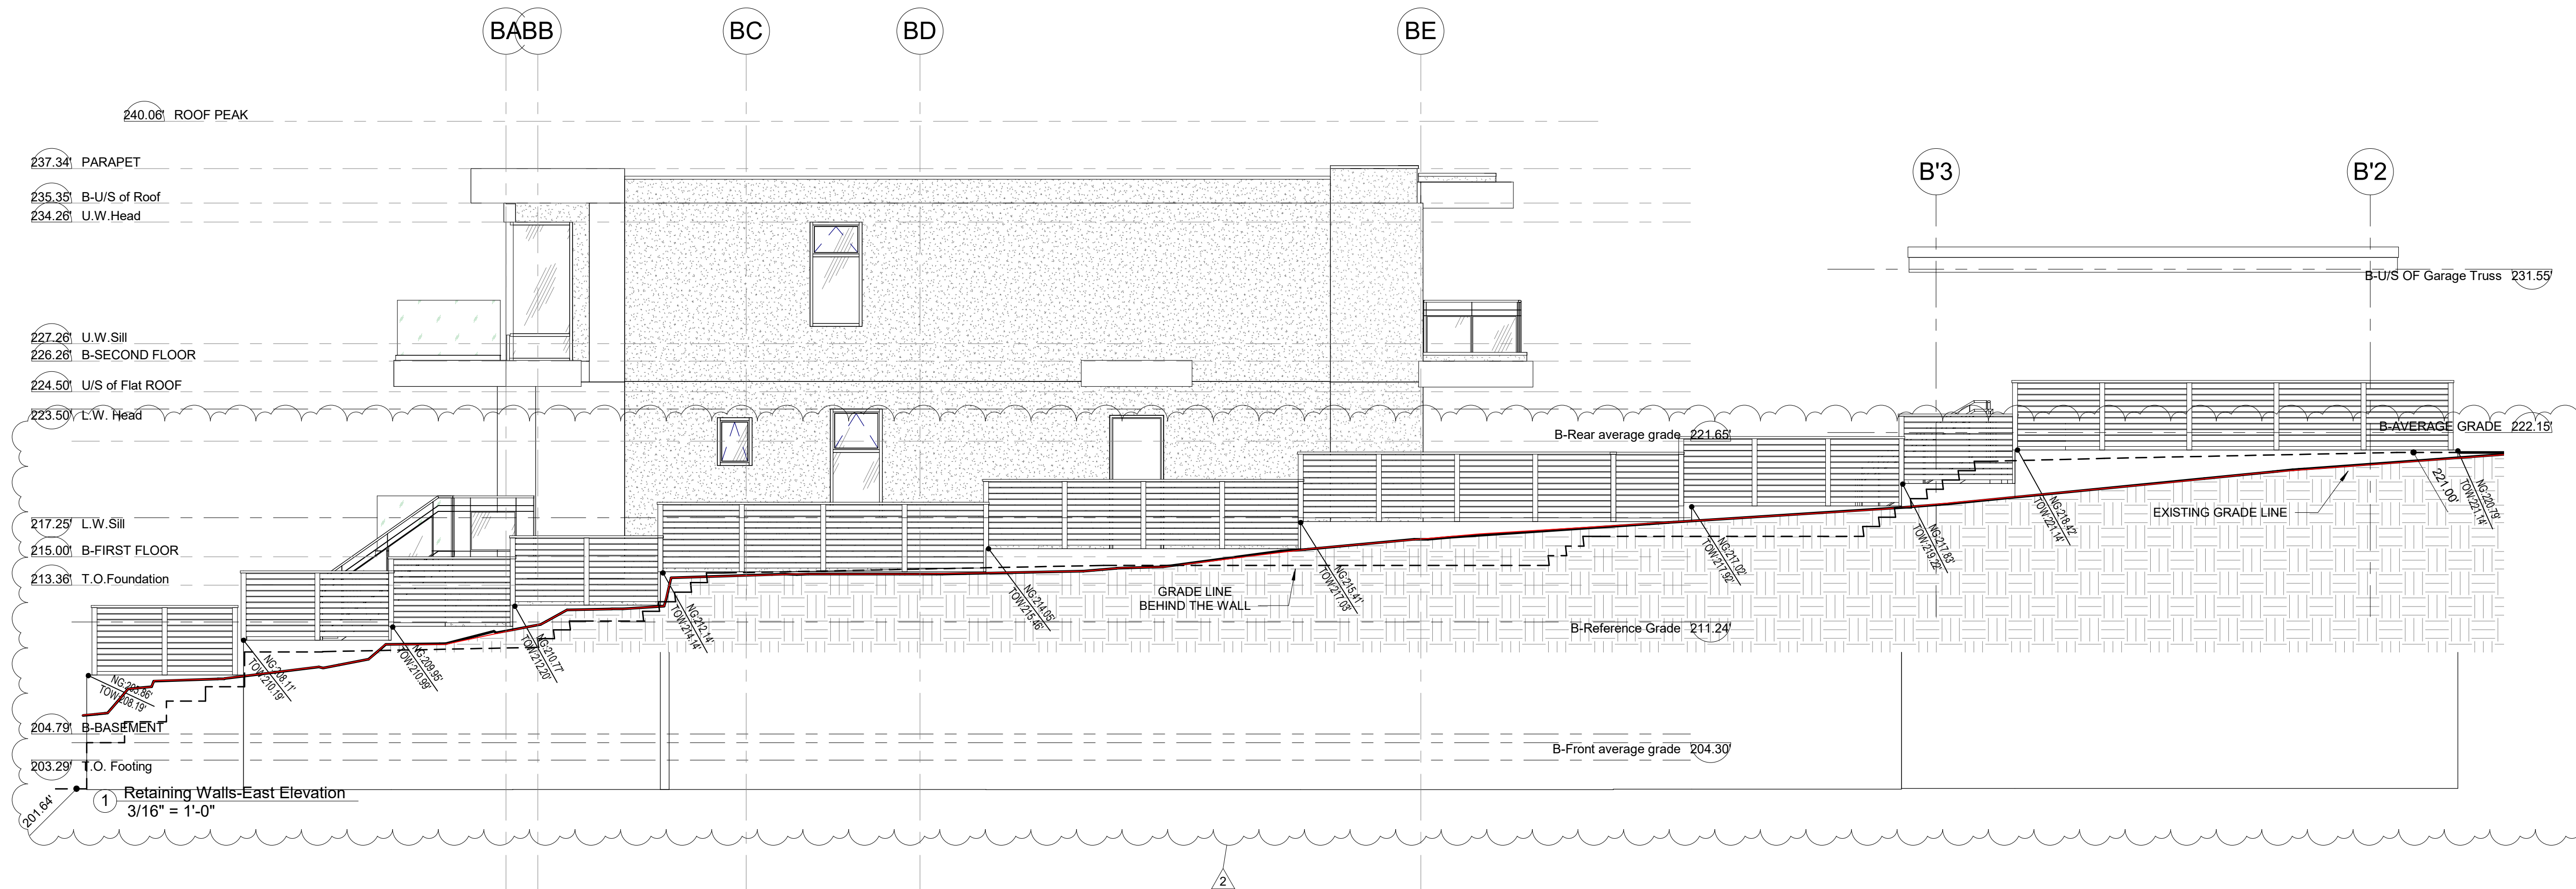 BA
BB
BC
BD
BE
240.06' ROOF PEAK
237.34' PARAPET
B'3
B'2
235.35' B-U/S of Roof
234.26' U.W.Head
B-U/S OF Garage Truss 231.55'
227.26' U.W.Sill
226.26' B-SECOND FLOOR
224.50' U/S of Flat ROOF
223.50' L.W. Head
B-Rear average grade 221.65'
B-AVERAGE GRADE 222.15'
221.00'
NG:220.79'
TOW:221.14'
NG:218.42'
TOW:221.14'
EXISTING GRADE LINE
217.25' L.W.Sill
NG:217.83'
TOW:219.22'
NG:217.02'
TOW:217.92'
215.00' B-FIRST FLOOR
NG:215.41'
TOW:217.03'
213.36' T.O.Foundation
NG:214.05'
TOW:215.46'
GRADE LINE
BEHIND THE WALL
NG:212.14'
TOW:214.14'
B-Reference Grade 211.24'
NG:210.77'
TOW:212.20'
NG:209.95'
TOW:210.99'
NG:208.11'
TOW:210.19'
TOW:208.19'
204.79' B-BASEMENT
B-Front average grade 204.30'
203.29' T.O. Footing
201.64'
1 Retaining Walls-East Elevation
3/16" = 1'-0"
2